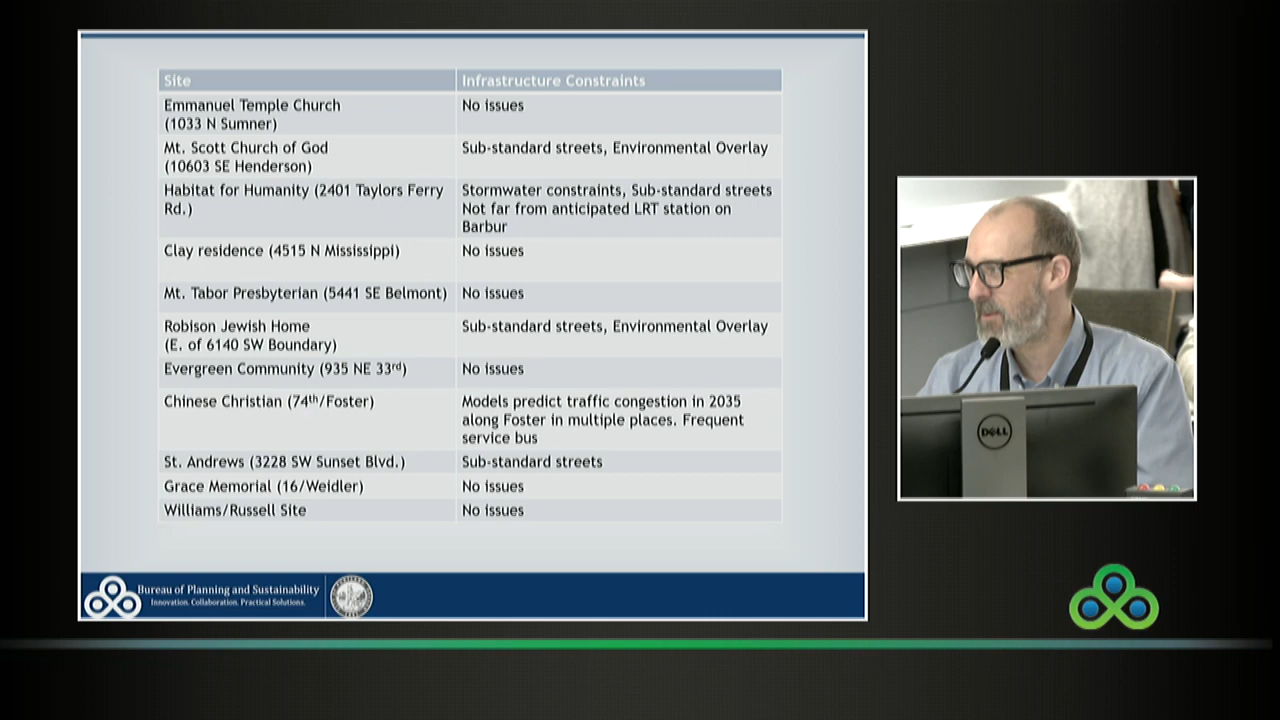 Site Infrastructure Constraints
Emmanuel Temple Church No issues
(1033 N Sumner)
Mt. Scott Church of God Sub-standard streets, Environmental Overlay
(10603 SE Henderson)
Habitat for Humanity (2401 Taylors Ferry Stormwater constraints, Sub-standard streets
Rd.) Not far from anticipated LRT station on
Barbur
Clay residence (4515 N Mississippi) No issues
Mt. Tabor Presbyterian (5441 SE Belmont) No issues
Robison Jewish Home Sub-standard streets, Environmental Overlay
(E. of 6140 SW Boundary)
Evergreen Community (935 NE 33rd) No issues
Chinese Christian (74th/Foster) Models predict traffic congestion in 2035
along Foster in multiple places. Frequent
service bus
St. Andrews (3228 SW Sunset Blvd.) Sub-standard streets
Grace Memorial (16/Weidler) No issues
Williams/Russell Site No issues
Bureau of Planning and Sustainability
Innovation. Collaboration. Practical Solutions.
DELL